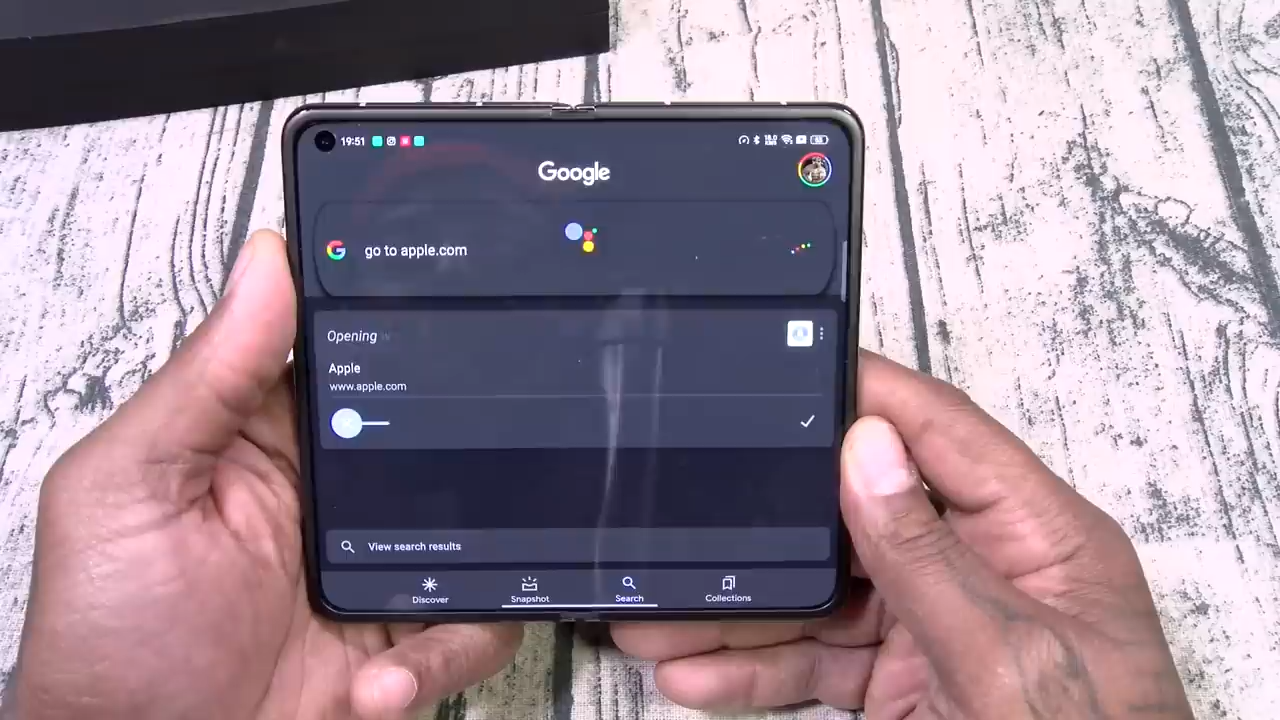 19:51
Google
go to apple.com
Opening
Apple
www.apple.com
View search results
Discover
Snapshot
Search
Collections